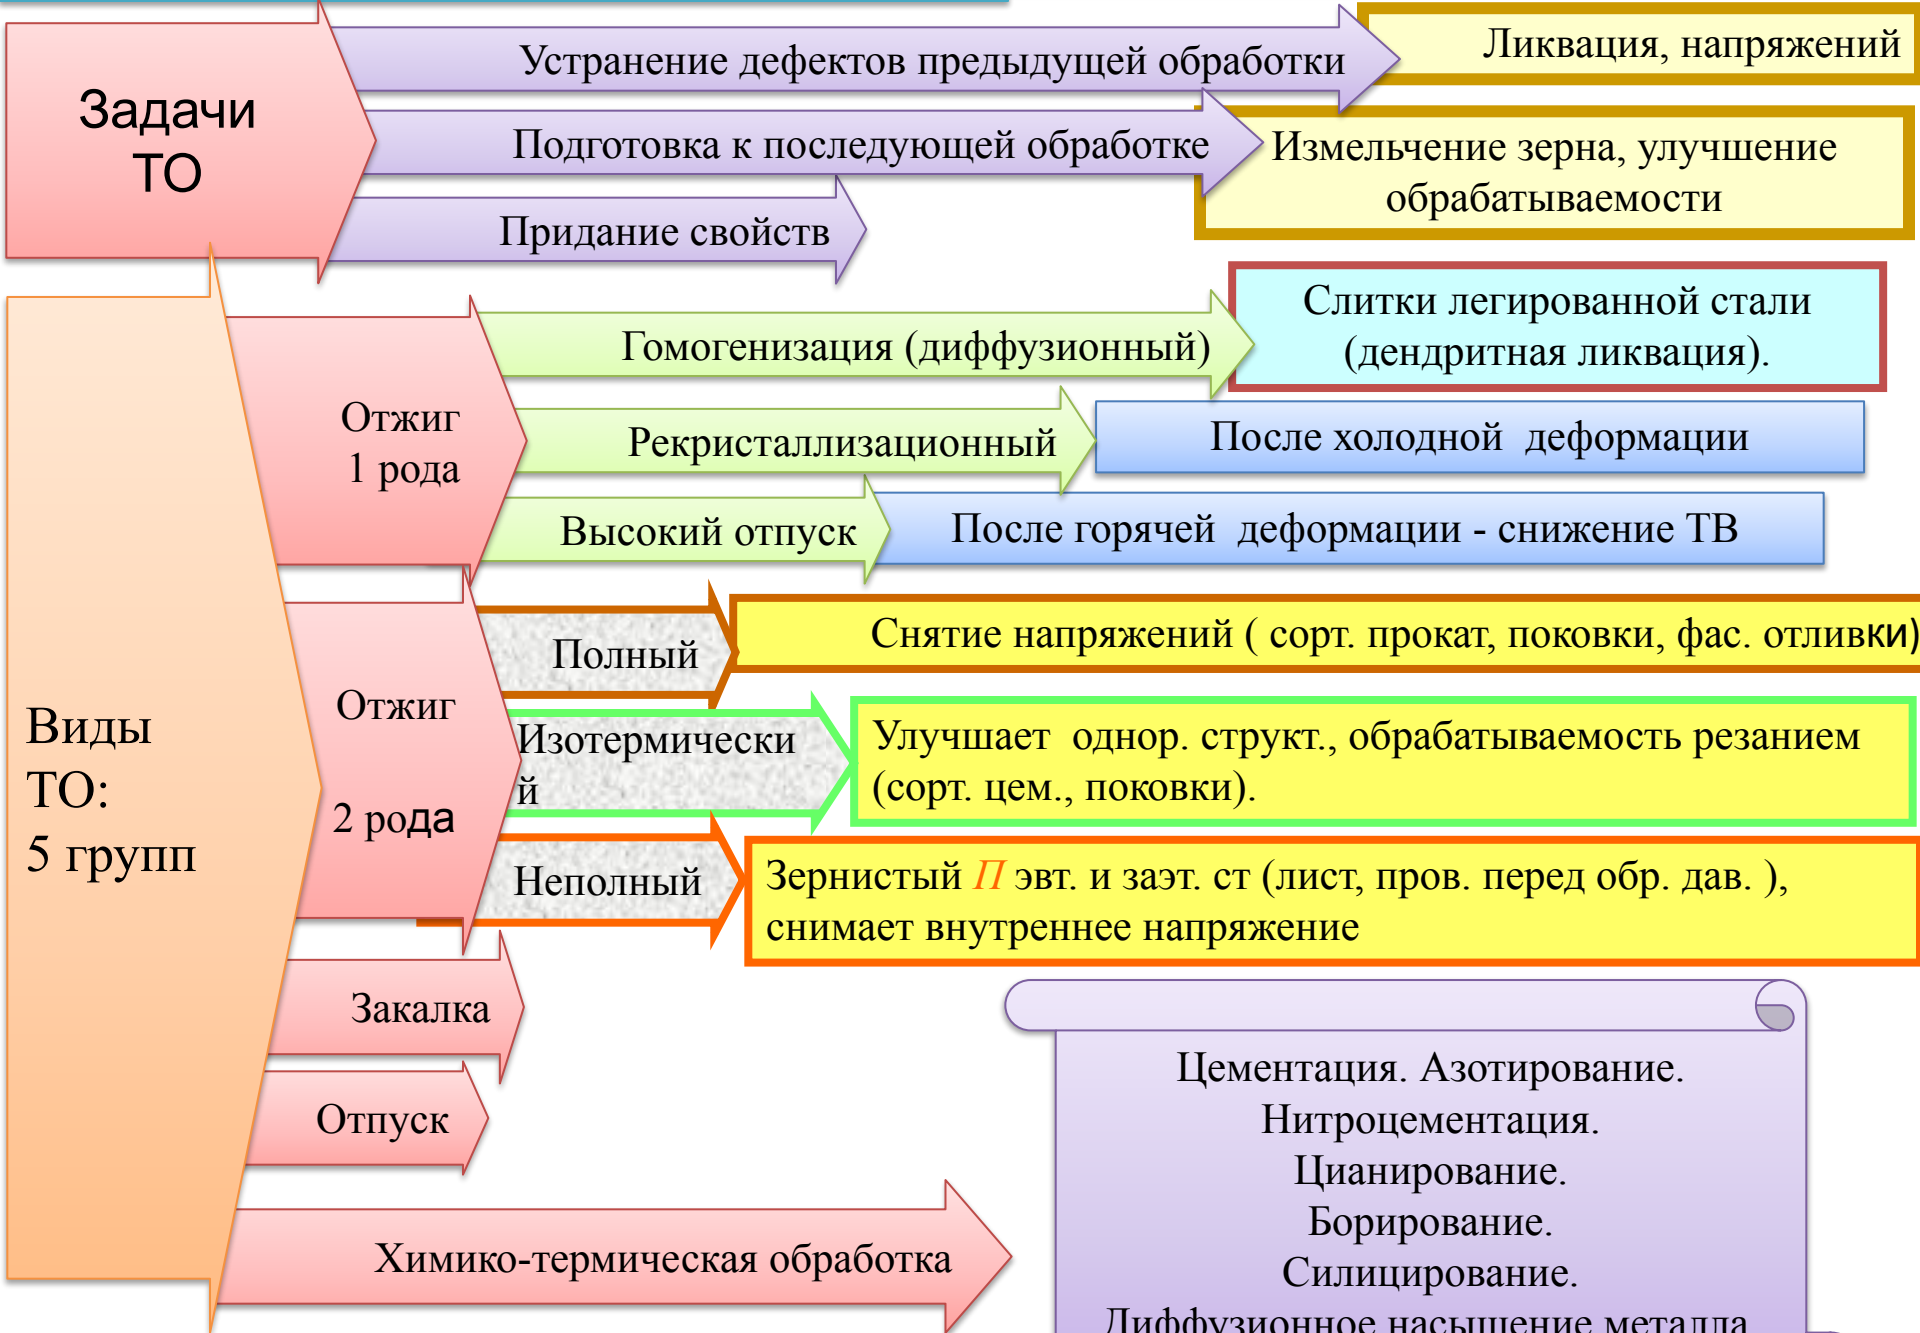 Задачи
ТО
Устранение дефектов предыдущей обработки
Ликвация, напряжений
Подготовка к последующей обработке
Измельчение зерна, улучшение
обрабатываемости
Придание свойств
Виды
ТО:
5 групп
Отжиг
1 рода
Гомогенизация (диффузионный)
Слитки легированной стали
(дендритная ликвация).
Рекристаллизационный
После холодной деформации
Высокий отпуск
После горячей деформации - снижение ТВ
Отжиг
2 рода
Полный
Снятие напряжений ( сорт. прокат, поковки, фас. отливки)
Изотермически
й
Улучшает однор. структ., обрабатываемость резанием
(сорт. цем., поковки).
Неполный
Зернистый П эвт. и заэт. ст (лист, пров. перед обр. дав. ),
снимает внутреннее напряжение
Закалка
Отпуск
Химико-термическая обработка
Цементация. Азотирование.
Нитроцементация.
Цианирование.
Борирование.
Силицирование.
Диффузионное насыщение металла